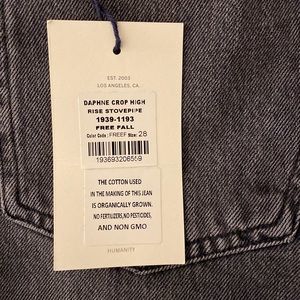 EST. 2003
LOS ANGELES, CA.
DAPHNE CROP HIGH
RISE STOVEPIPE
1939-1193
FREE FALL
Color Code: FREEF Size: 28
193693206559
THE COTTON USED
IN THE MAKING OF THIS JEAN
IS ORGANICALLY GROWN.
NO FERTILIZERS, NO PESTICIDES,
AND NON GMO
HUMANITY